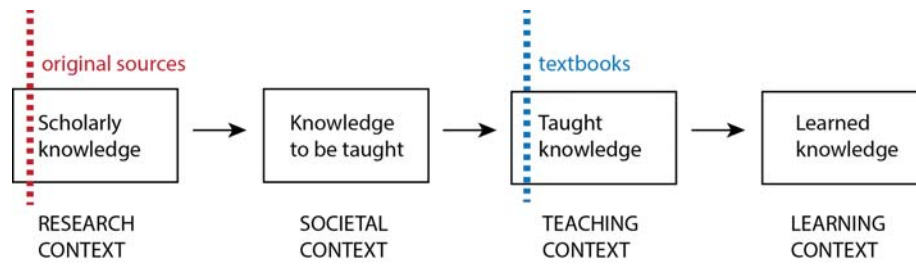 original sources
textbooks
Scholarly
knowledge
Knowledge
to be taught
Taught
knowledge
Learned
knowledge
RESEARCH
CONTEXT
SOCIETAL
CONTEXT
TEACHING
CONTEXT
LEARNING
CONTEXT